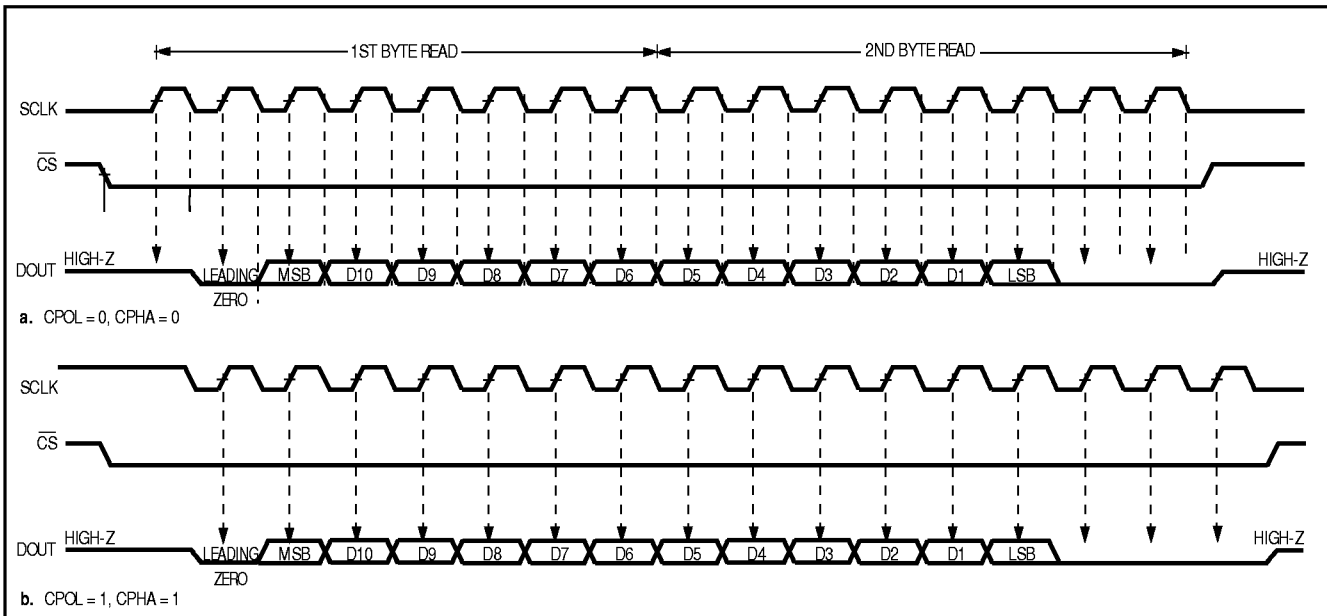 1ST BYTE READ 2ND BYTE READ
SCLK
CS
HIGH-Z HIGH-Z
DOUT LEADING MSB D10 D9 D8 D7 D6 D5 D4 D3 D2 D1 LSB
ZERO
a. CPOL = 0, CPHA = 0
SCLK
CS
HIGH-Z HIGH-Z
DOUT LEADING MSB D10 D9 D8 D7 D6 D5 D4 D3 D2 D1 LSB
ZERO
b. CPOL = 1, CPHA = 1